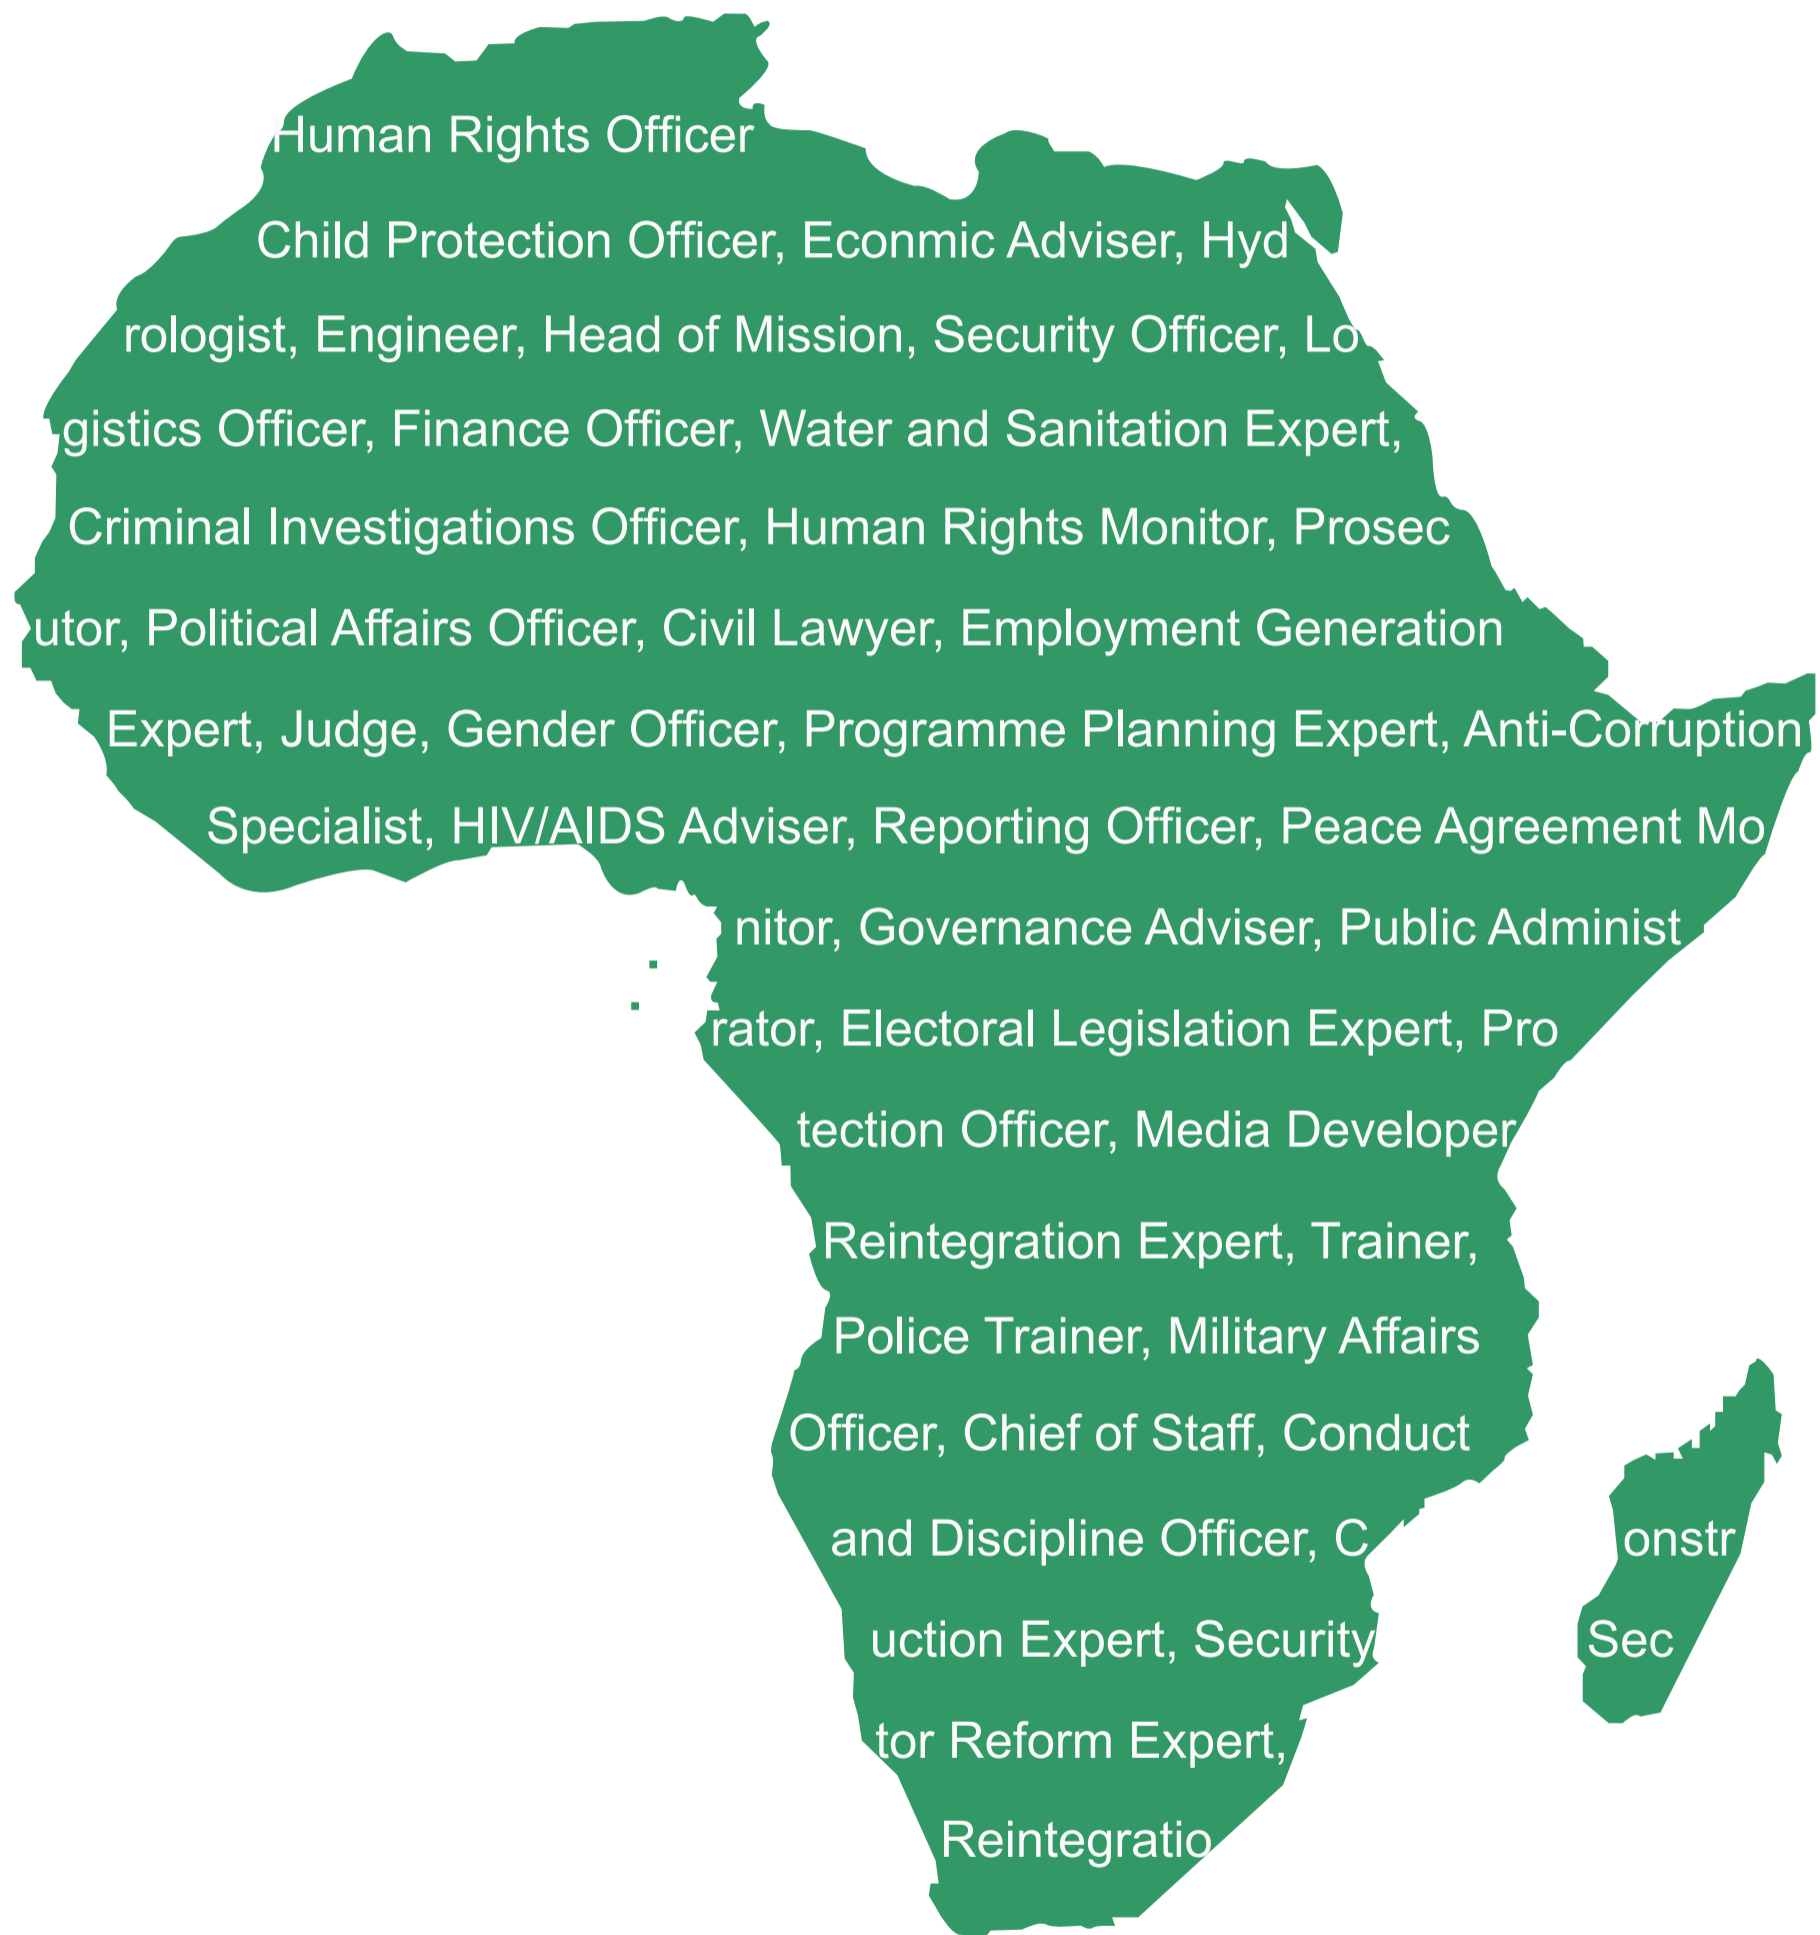 Human Rights Officer
Child Protection Officer, Econmic Adviser, Hyd
rologist, Engineer, Head of Mission, Security Officer, Lo
gistics Officer, Finance Officer, Water and Sanitation Expert,
Criminal Investigations Officer, Human Rights Monitor, Prosec
utor, Political Affairs Officer, Civil Lawyer, Employment Generation
Expert, Judge, Gender Officer, Programme Planning Expert, Anti-Corruption
Specialist, HIV/AIDS Adviser, Reporting Officer, Peace Agreement Mo
nitor, Governance Adviser, Public Administ
rator, Electoral Legislation Expert, Pro
tection Officer, Media Developer
Reintegration Expert, Trainer,
Police Trainer, Military Affairs
Officer, Chief of Staff, Conduct
and Discipline Officer, C onstr
uction Expert, Security Sec
tor Reform Expert,
Reintegratio